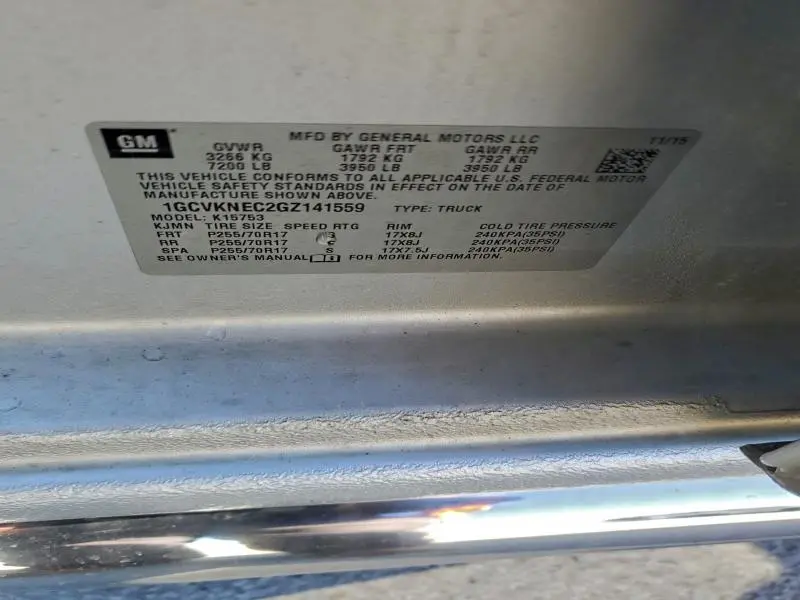 GM
MFD BY GENERAL MOTORS LLC
11/15
GVWR GAWR FRT GAWR RR
3266 KG 1792 KG 1792 KG
7200 LB 3950 LB 3950 LB
THIS VEHICLE CONFORMS TO ALL APPLICABLE U.S. FEDERAL MOTOR
VEHICLE SAFETY STANDARDS IN EFFECT ON THE DATE OF
MANUFACTURE SHOWN ABOVE.
1GCVKNEC2GZ141559 TYPE: TRUCK
MODEL: K15753
KJMN TIRE SIZE SPEED RTG RIM COLD TIRE PRESSURE
FRT P255/70R17 17X8J 240KPA(35PSI)
RR P255/70R17 17X8J 240KPA(35PSI)
SPA P255/70R17 S 17X7.5J 240KPA(35PSI)
SEE OWNER'S MANUAL FOR MORE INFORMATION.